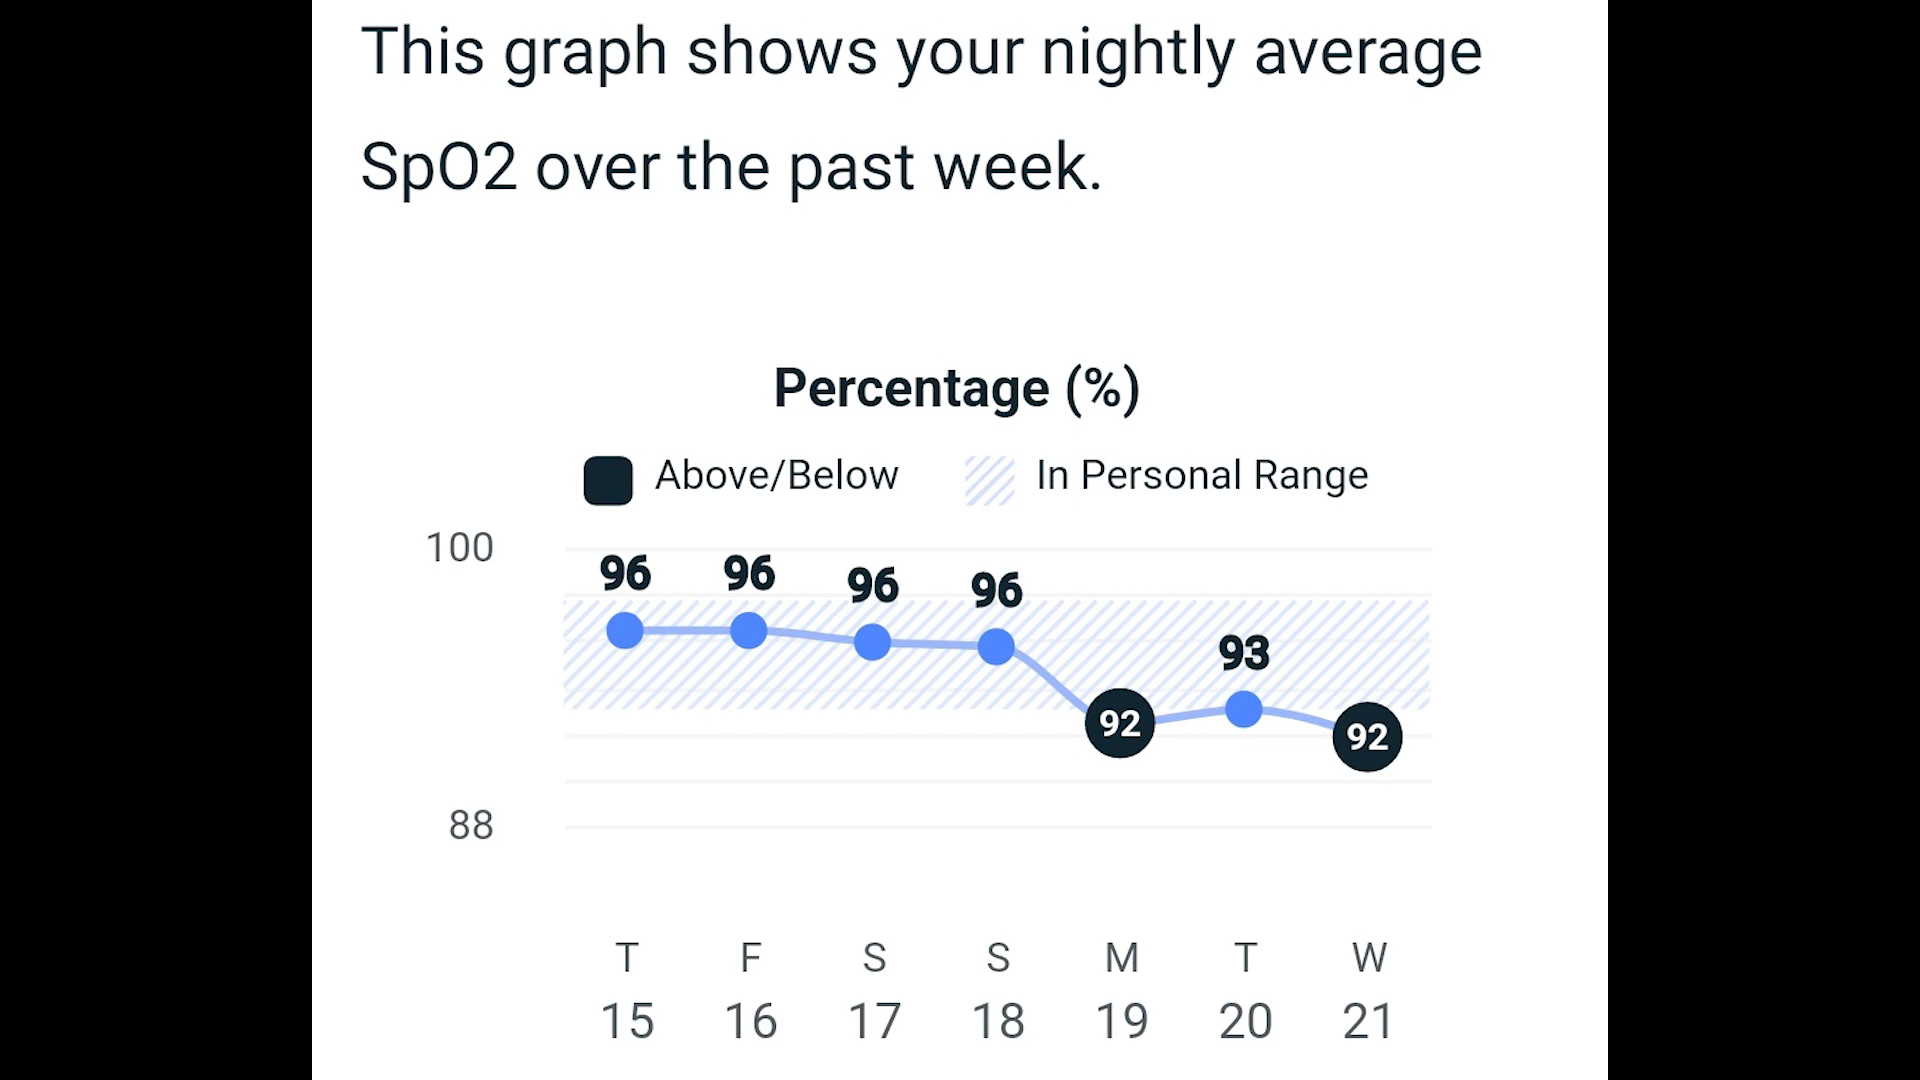 This graph shows your nightly average
SpO2 over the past week.
Percentage (%)
Above/Below In Personal Range
100
96 96 96 96
93
92 92
88
T F S S M T W
15 16 17 18 19 20 21